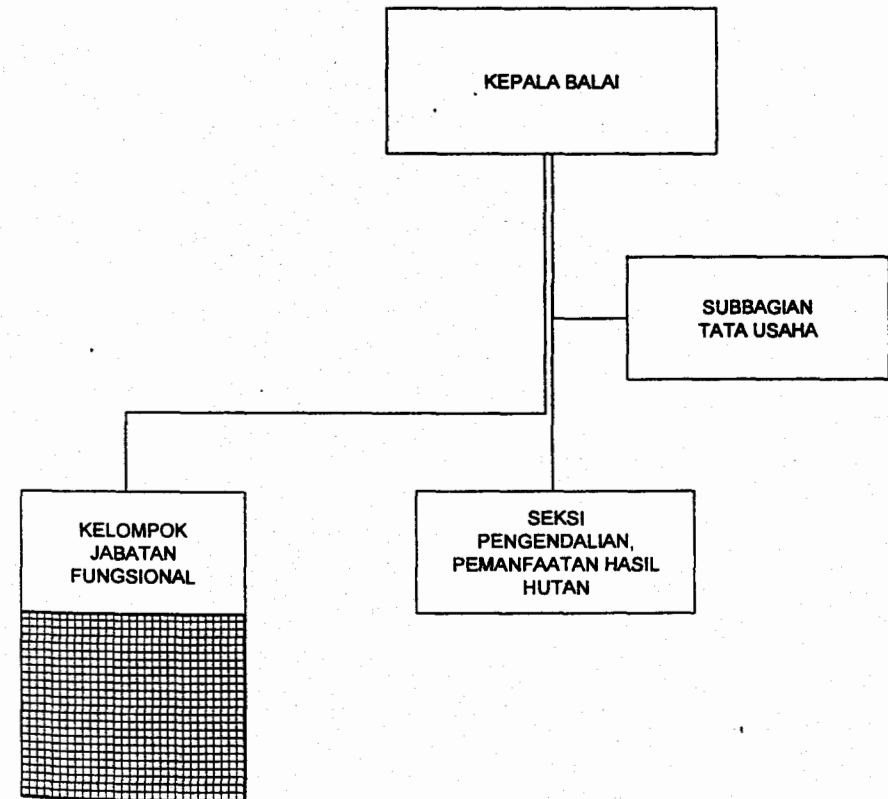 KEPALA BALAI
SUBBAGIAN
TATA USAHA
KELOMPOK
JABATAN
FUNGSIONAL
SEKSI
PENGENDALIAN,
PEMANFAATAN HASIL
HUTAN